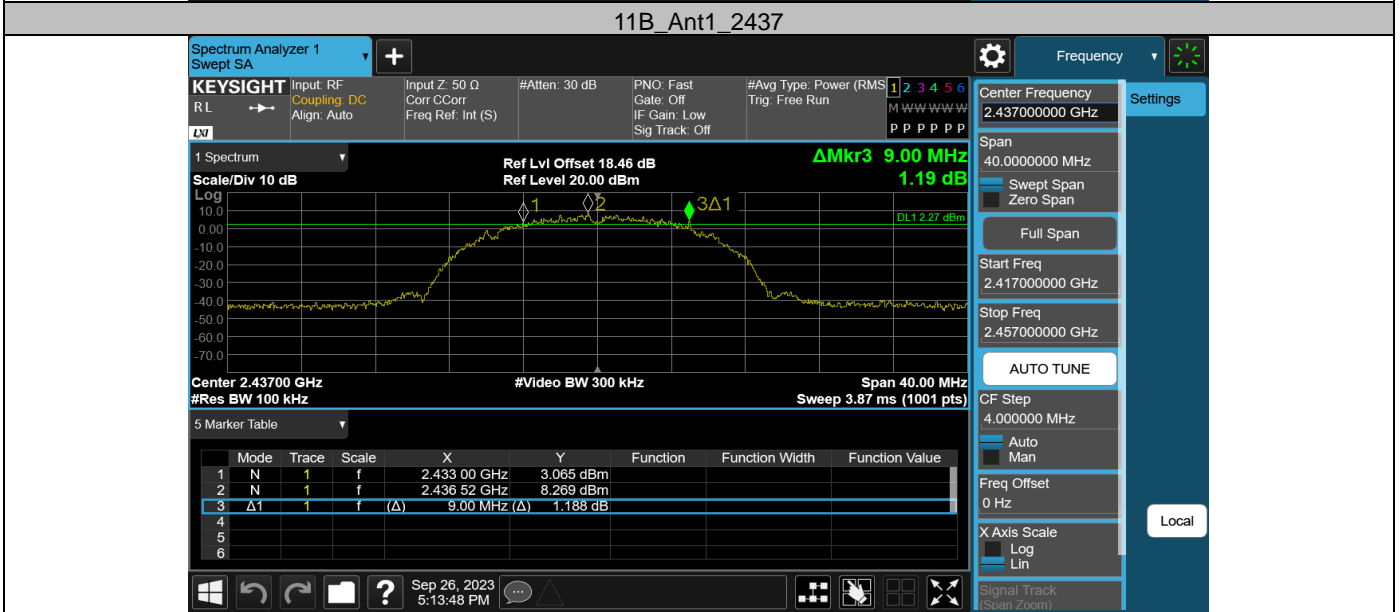 11B_Ant1_2437
Spectrum Analyzer 1
Swept SA
+
Frequency
KEYSIGHT
RL
LXI
Input: RF
Coupling: DC
Align: Auto
Input Z: 50 Ω
Corr CCorr
Freq Ref: Int (S)
#Atten: 30 dB
PNO: Fast
Gate: Off
IF Gain: Low
Sig Track: Off
#Avg Type: Power (RMS
Trig: Free Run
1 2 3 4 5 6
M W W W W W
P P P P P P
1 Spectrum
Scale/Div 10 dB
Ref Lvl Offset 18.46 dB
Ref Level 20.00 dBm
ΔMkr3 9.00 MHz
1.19 dB
Log
10.0
0.00
-10.0
-20.0
-30.0
-40.0
-50.0
-60.0
-70.0
1
2
3Δ1
DL1 2.27 dBm
Center 2.43700 GHz
#Video BW 300 kHz
Span 40.00 MHz
#Res BW 100 kHz
Sweep 3.87 ms (1001 pts)
5 Marker Table
Mode Trace Scale X Y Function Function Width Function Value
1 N 1 f 2.433 00 GHz 3.065 dBm
2 N 1 f 2.436 52 GHz 8.269 dBm
3 Δ1 1 f (Δ) 9.00 MHz (Δ) 1.188 dB
4
5
6
Center Frequency
2.437000000 GHz
Settings
Span
40.0000000 MHz
Swept Span
Zero Span
Full Span
Start Freq
2.417000000 GHz
Stop Freq
2.457000000 GHz
AUTO TUNE
CF Step
4.000000 MHz
Auto
Man
Freq Offset
0 Hz
X Axis Scale
Log
Lin
Local
Signal Track
(Span Zoom)
?
Sep 26, 2023
5:13:48 PM